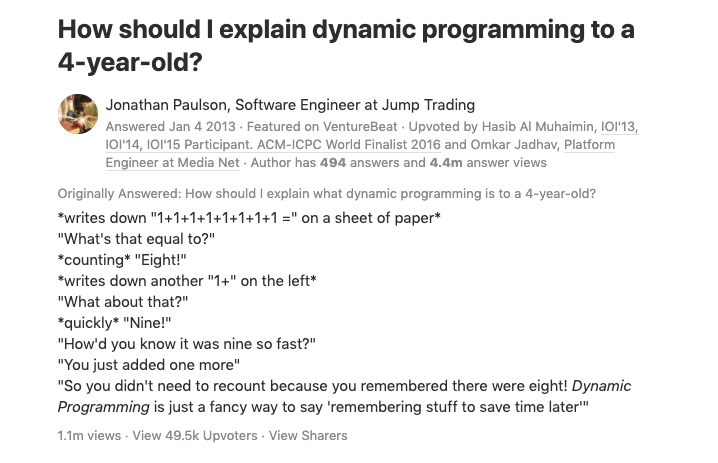 How should I explain dynamic programming to a
4-year-old?
Jonathan Paulson, Software Engineer at Jump Trading
Answered Jan 4 2013 · Featured on VentureBeat · Upvoted by Hasib Al Muhaimin, IOI'13,
IOI'14, IOI'15 Participant. ACM-ICPC World Finalist 2016 and Omkar Jadhav, Platform
Engineer at Media Net · Author has 494 answers and 4.4m answer views
Originally Answered: How should I explain what dynamic programming is to a 4-year-old?
*writes down "1+1+1+1+1+1+1+1 =" on a sheet of paper*
"What's that equal to?"
*counting* "Eight!"
*writes down another "1+" on the left*
"What about that?"
*quickly* "Nine!"
"How'd you know it was nine so fast?"
"You just added one more"
"So you didn't need to recount because you remembered there were eight! Dynamic
Programming is just a fancy way to say 'remembering stuff to save time later'"
1.1m views · View 49.5k Upvoters · View Sharers